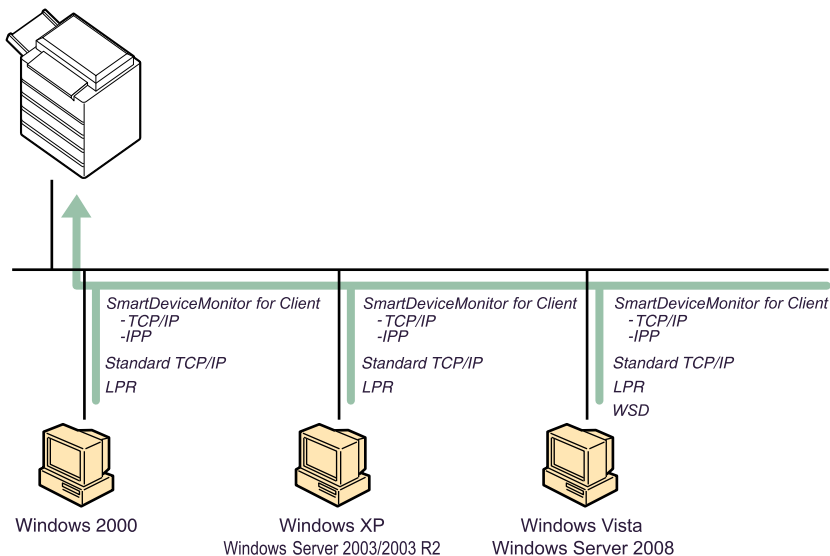 SmartDeviceMonitor for Client
-TCP/IP
-IPP
Standard TCP/IP
LPR
Windows 2000
SmartDeviceMonitor for Client
-TCP/IP
-IPP
Standard TCP/IP
LPR
Windows XP
Windows Server 2003/2003 R2
SmartDeviceMonitor for Client
-TCP/IP
-IPP
Standard TCP/IP
LPR
WSD
Windows Vista
Windows Server 2008